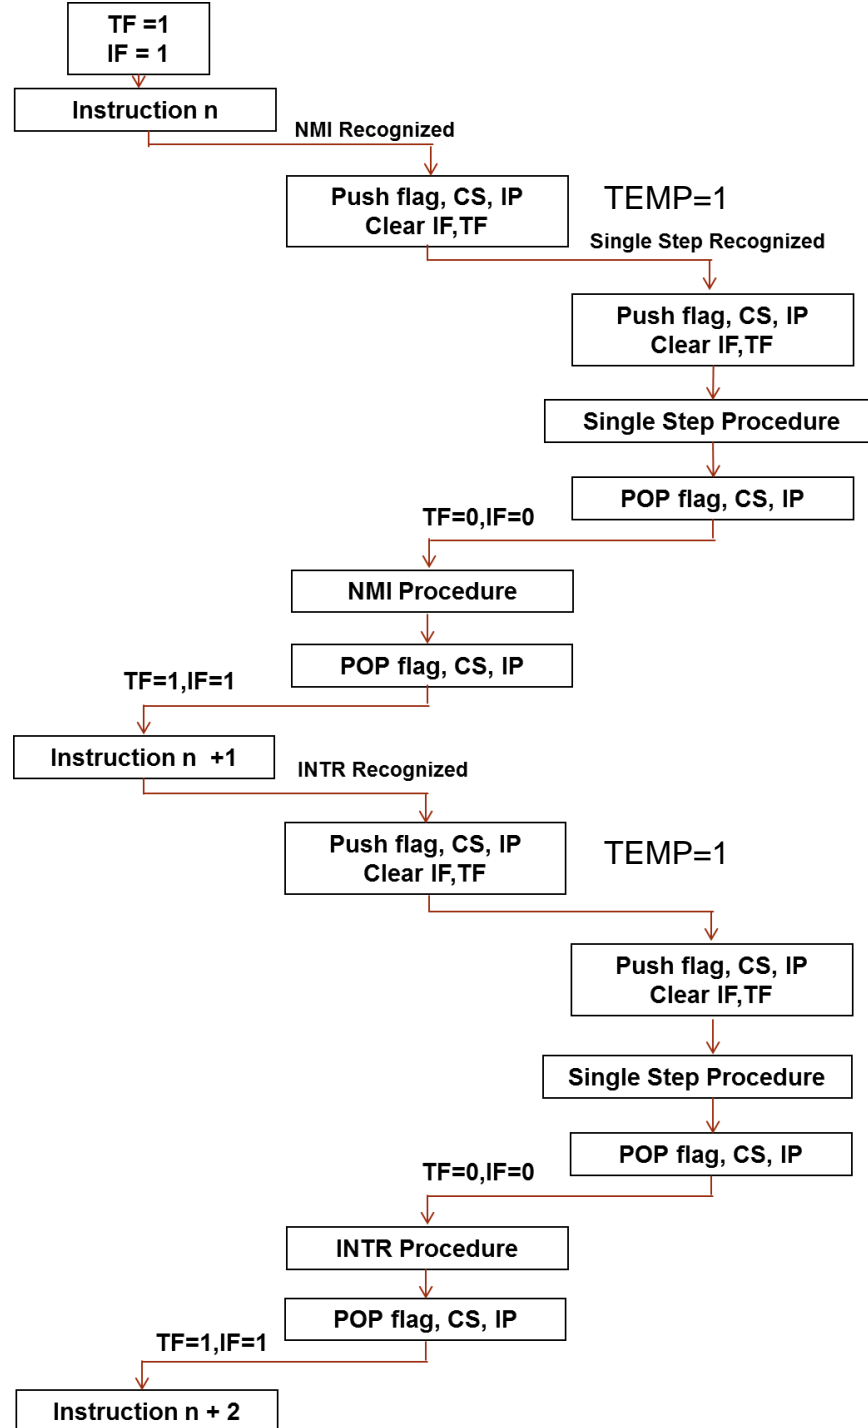 TF =1
IF = 1
Instruction n
NMI Recognized
Push flag, CS, IP
Clear IF,TF
TEMP=1
Single Step Recognized
Push flag, CS, IP
Clear IF,TF
Single Step Procedure
POP flag, CS, IP
TF=0,IF=0
NMI Procedure
POP flag, CS, IP
TF=1,IF=1
Instruction n +1
INTR Recognized
Push flag, CS, IP
Clear IF,TF
TEMP=1
Push flag, CS, IP
Clear IF,TF
Single Step Procedure
POP flag, CS, IP
TF=0,IF=0
INTR Procedure
POP flag, CS, IP
TF=1,IF=1
Instruction n + 2